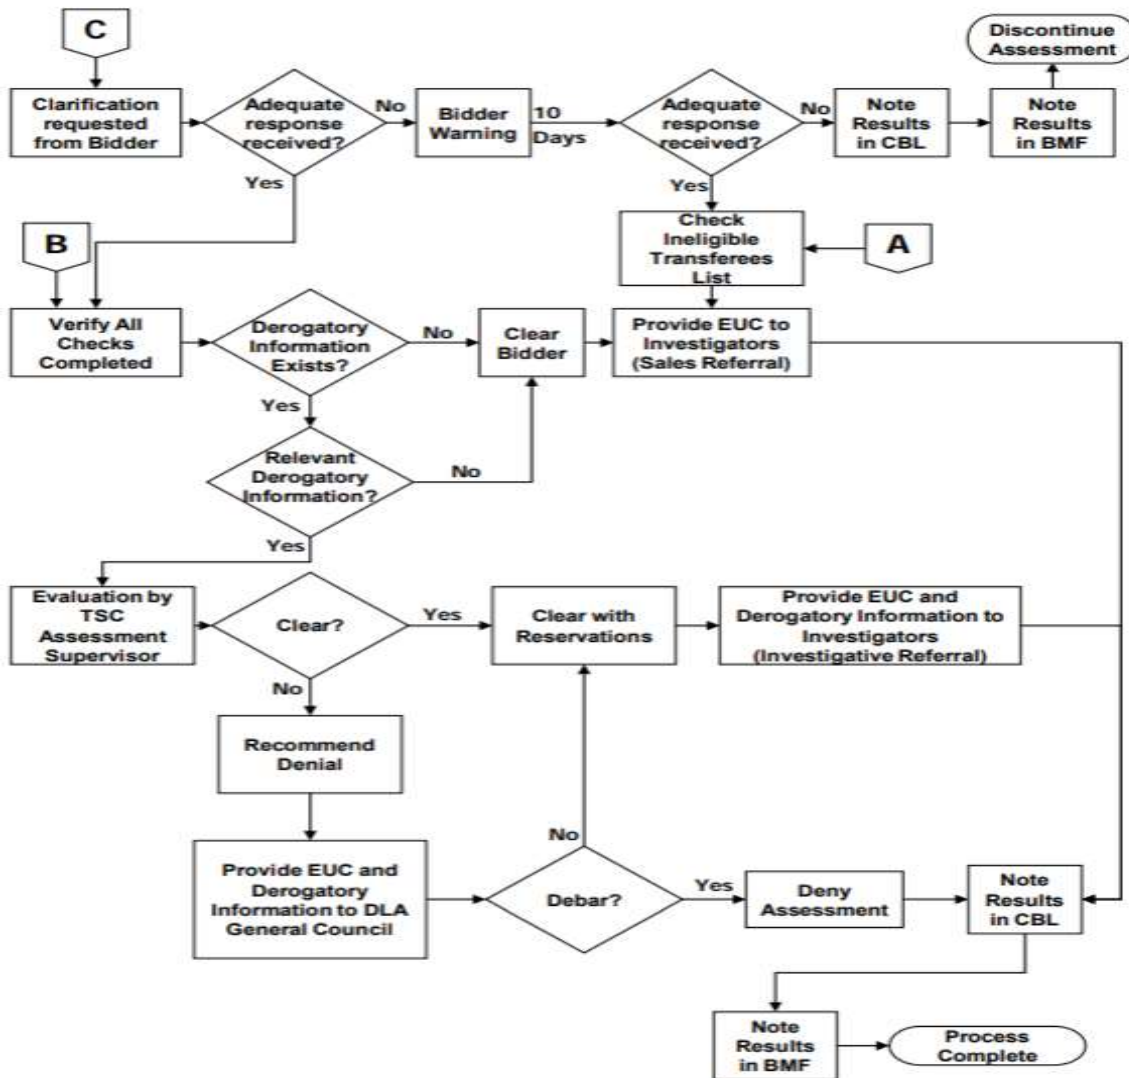 C
Discontinue
Assessment
Clarification
requested
from Bidder
Adequate
response
received?
No
Bidder
Warning
10
Days
Adequate
response
received?
No
Note
Results
in CBL
Note
Results
in BMF
Yes
Yes
B
Check
Ineligible
Transferees
List
A
Verify All
Checks
Completed
Derogatory
Information
Exists?
No
Clear
Bidder
Provide EUC to
Investigators
(Sales Referral)
Yes
Relevant
Derogatory
Information?
No
Yes
Evaluation by
TSC
Assessment
Supervisor
Clear?
Yes
Clear with
Reservations
Provide EUC and
Derogatory Information to
Investigators
(Investigative Referral)
No
Recommend
Denial
No
Provide EUC and
Derogatory
Information to DLA
General Council
Debar?
Yes
Deny
Assessment
Note
Results
in CBL
Note
Results
in BMF
Process
Complete